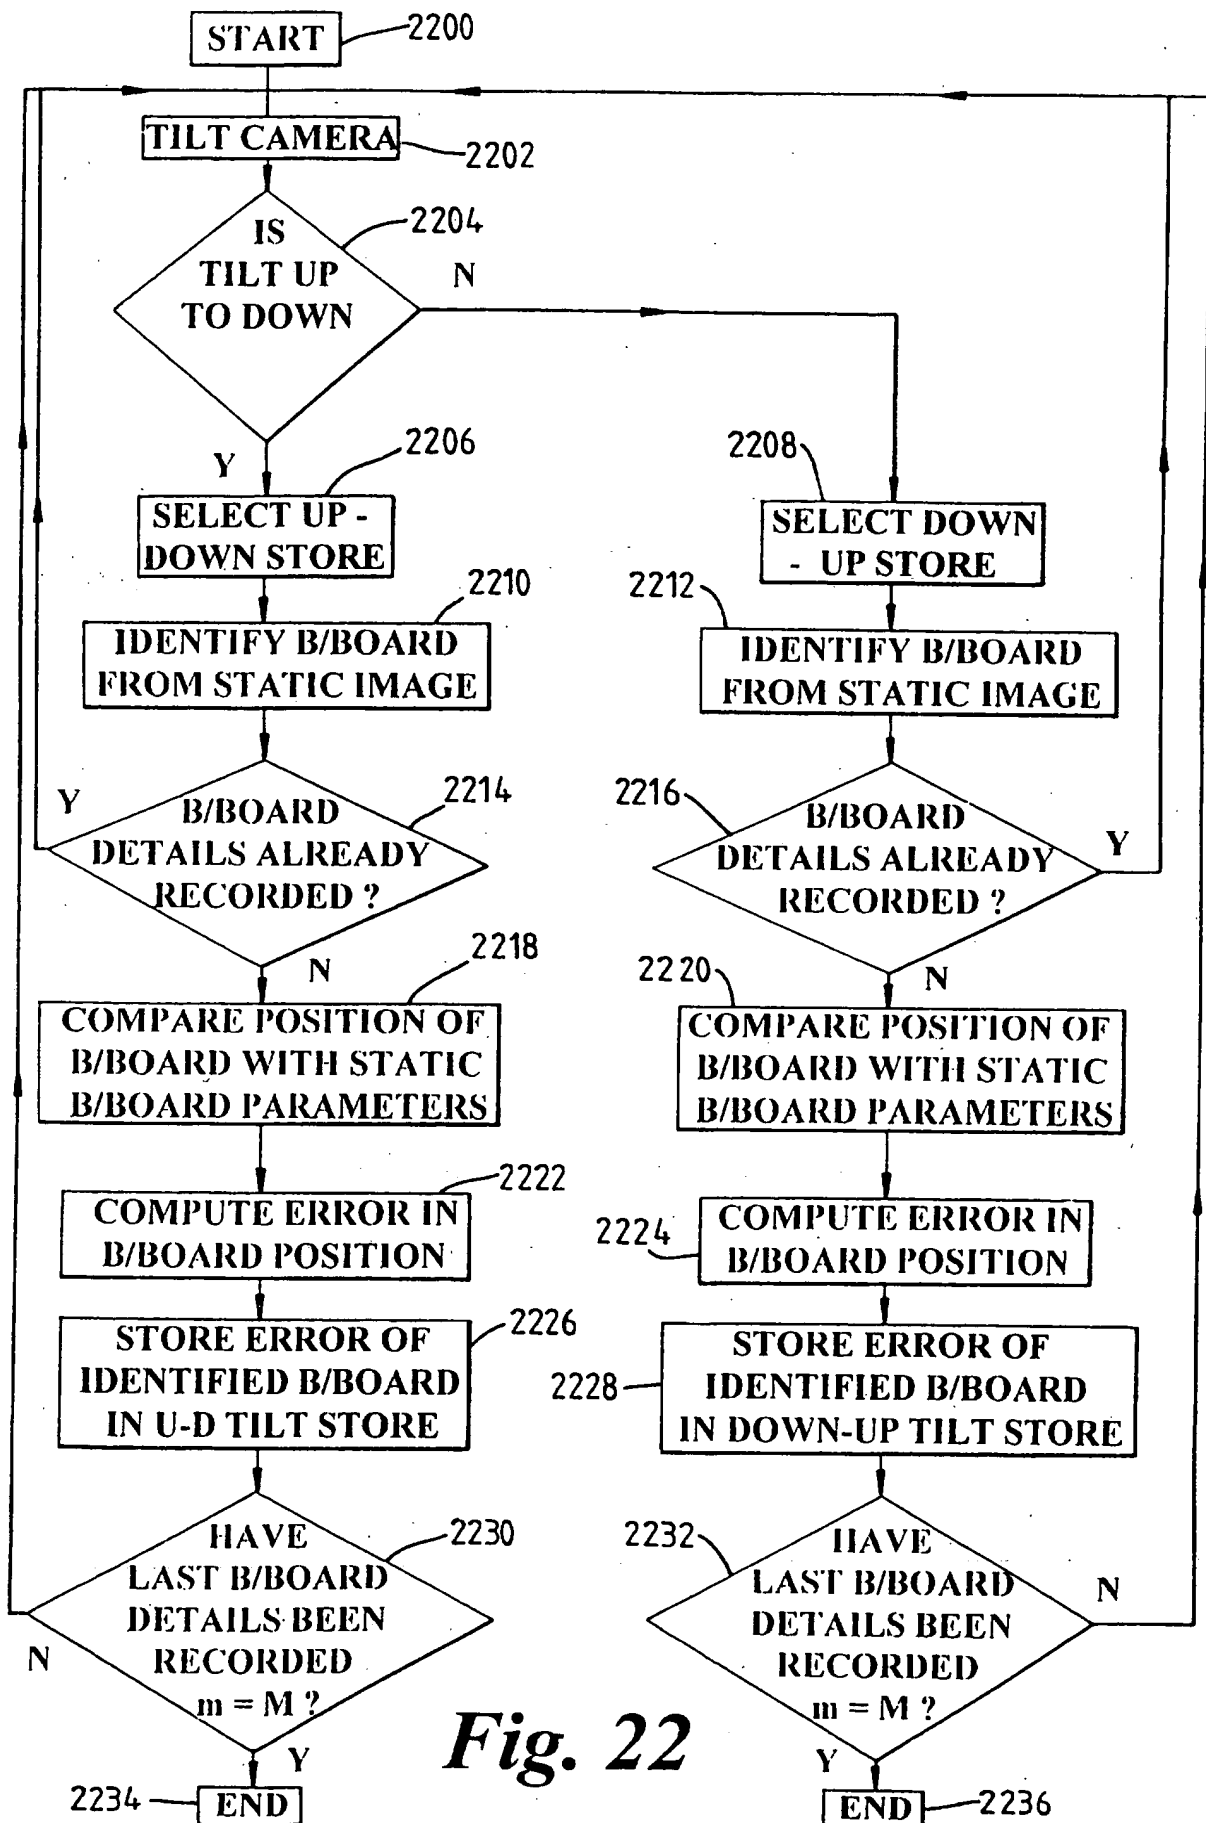 START
2200
TILT CAMERA
2202
IS
TILT UP
TO DOWN
2204
N
Y
2206
SELECT UP -
DOWN STORE
2208
SELECT DOWN
- UP STORE
2210
IDENTIFY B/BOARD
FROM STATIC IMAGE
2212
IDENTIFY B/BOARD
FROM STATIC IMAGE
Y
2214
B/BOARD
DETAILS ALREADY
RECORDED ?
N
2216
B/BOARD
DETAILS ALREADY
RECORDED ?
Y
N
2218
COMPARE POSITION OF
B/BOARD WITH STATIC
B/BOARD PARAMETERS
2220
COMPARE POSITION OF
B/BOARD WITH STATIC
B/BOARD PARAMETERS
2222
COMPUTE ERROR IN
B/BOARD POSITION
2224
COMPUTE ERROR IN
B/BOARD POSITION
2226
STORE ERROR OF
IDENTIFIED B/BOARD
IN U-D TILT STORE
2228
STORE ERROR OF
IDENTIFIED B/BOARD
IN DOWN-UP TILT STORE
2230
HAVE
LAST B/BOARD
DETAILS BEEN
RECORDED
m = M ?
N
Y
2232
HAVE
LAST B/BOARD
DETAILS BEEN
RECORDED
m = M ?
N
Y
2234
END
Fig. 22
END
2236